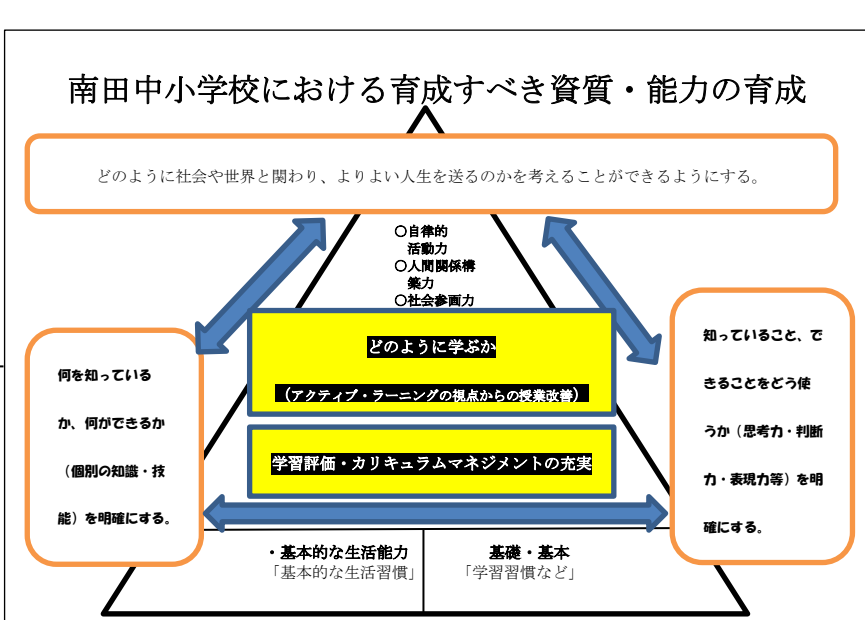 南田中小学校における育成すべき資質・能力の育成
どのように社会や世界と関わり、よりよい人生を送るのかを考えることができるようにする。
〇自律的
活動力
〇人間関係構
築力
〇社会参画力
どのように学ぶか
（アクティブ・ラーニングの視点からの授業改善）
学習評価・カリキュラムマネジメントの充実
何を知っている
か、何ができるか
（個別の知識・技
能）を明確にする。
知っていること、で
きることをどう使
うか（思考力・判断
力・表現力等）を明
確にする。
・基本的な生活能力
「基本的な生活習慣」
基礎・基本
「学習習慣など」